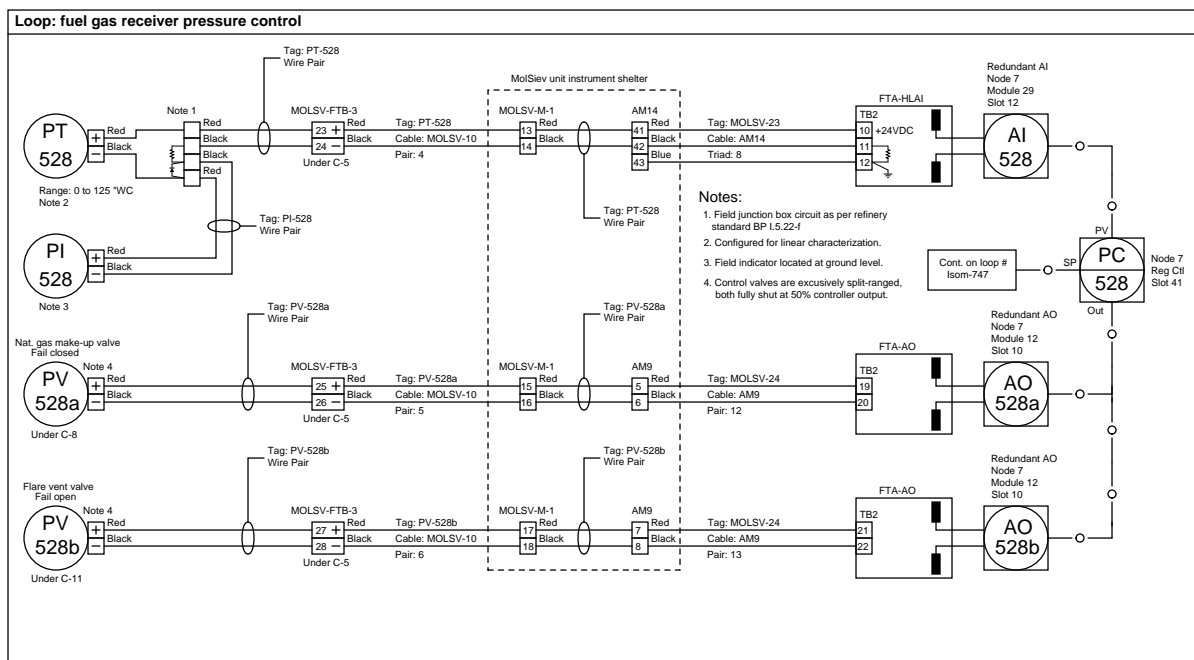 Loop: fuel gas receiver pressure control
Tag: PT-528
Wire Pair
MolSiev unit instrument shelter
Redundant AI
Node 7
Module 29
Slot 12
PT
528
+
−
Red
Black
Range: 0 to 125 "WC
Note 2
Note 1
Red
Black
Black
Red
MOLSV-FTB-3
23 +
24 −
Under C-5
Red
Black
Tag: PT-528
Cable: MOLSV-10
Pair: 4
MOLSV-M-1
13
14
Red
Black
Tag: PT-528
Wire Pair
AM14
41
42
43
Red
Black
Blue
Tag: MOLSV-23
Cable: AM14
Triad: 8
FTA-HLAI
TB2
10
11
12
+24VDC
AI
528
PI
528
+
−
Red
Black
Note 3
Tag: PI-528
Wire Pair
Notes:
1. Field junction box circuit as per refinery
standard BP I.5.22-f
2. Configured for linear characterization.
3. Field indicator located at ground level.
4. Control valves are excusively split-ranged,
both fully shut at 50% controller output.
Cont. on loop #
Isom-747
SP
PV
PC
528
Out
Node 7
Reg Ctl
Slot 41
Nat. gas make-up valve
Fail closed
PV
528a
+
−
Note 4
Red
Black
Under C-8
Tag: PV-528a
Wire Pair
MOLSV-FTB-3
25 +
26 −
Under C-5
Red
Black
Tag: PV-528a
Cable: MOLSV-10
Pair: 5
MOLSV-M-1
15
16
Red
Black
Tag: PV-528a
Wire Pair
AM9
5
6
Red
Black
Tag: MOLSV-24
Cable: AM9
Pair: 12
FTA-AO
TB2
19
20
Redundant AO
Node 7
Module 12
Slot 10
AO
528a
Flare vent valve
Fail open
PV
528b
+
−
Note 4
Red
Black
Under C-11
Tag: PV-528b
Wire Pair
MOLSV-FTB-3
27 +
28 −
Under C-5
Red
Black
Tag: PV-528b
Cable: MOLSV-10
Pair: 6
MOLSV-M-1
17
18
Red
Black
Tag: PV-528b
Wire Pair
AM9
7
8
Red
Black
Tag: MOLSV-24
Cable: AM9
Pair: 13
FTA-AO
TB2
21
22
Redundant AO
Node 7
Module 12
Slot 10
AO
528b